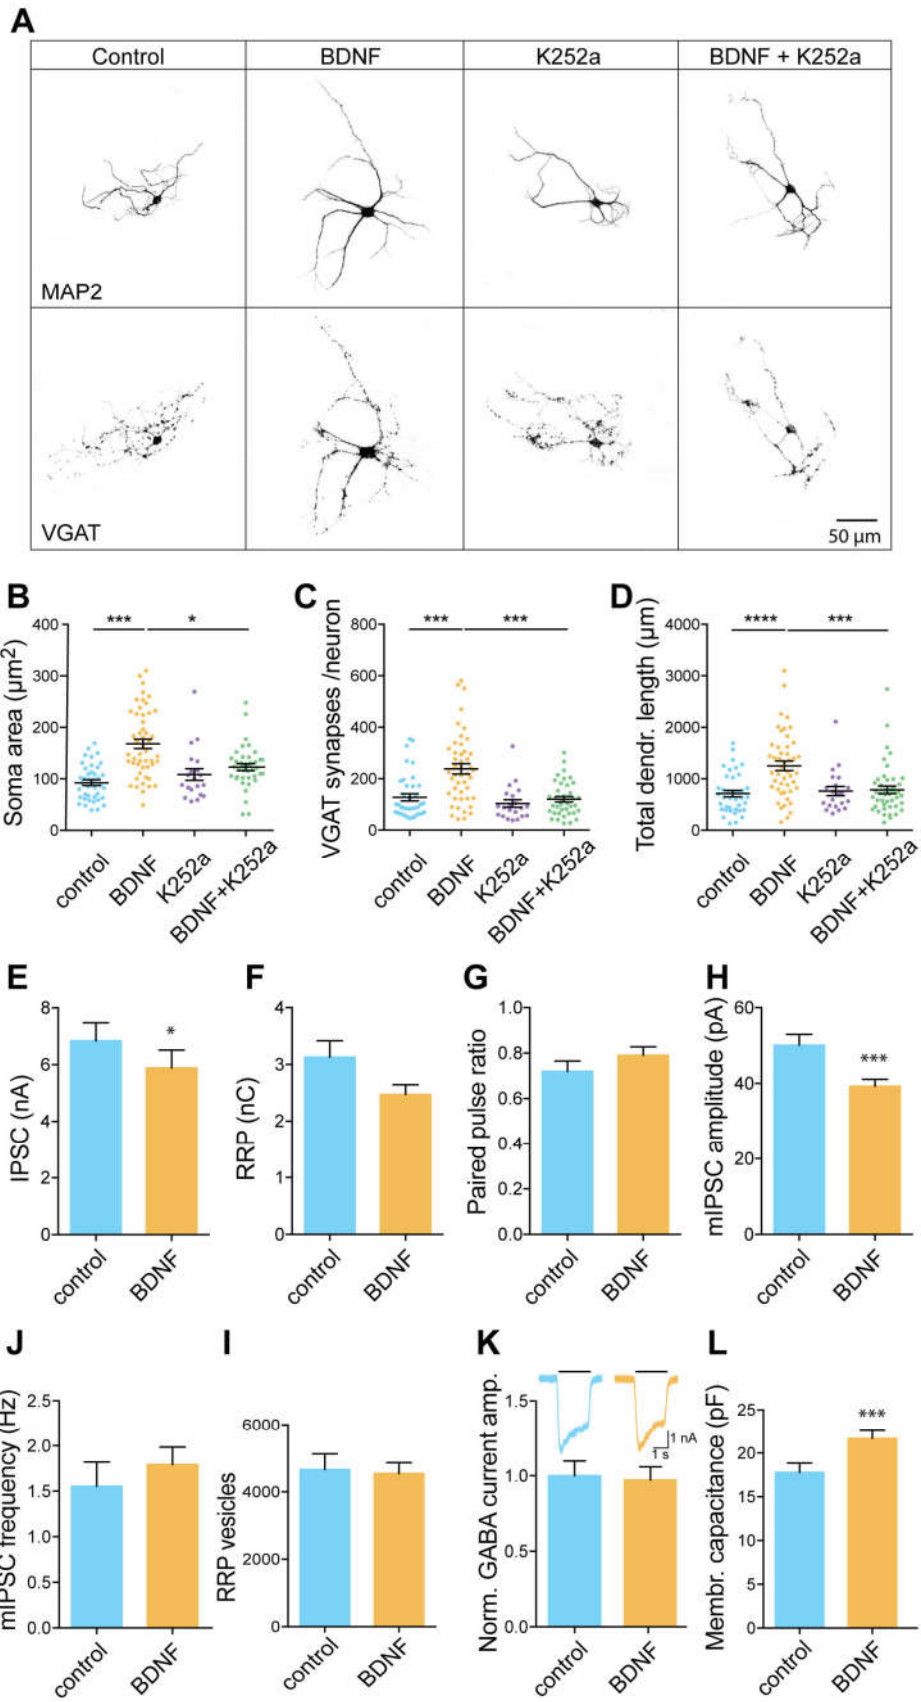 A
Control BDNF K252a BDNF + K252a
MAP2
VGAT
50 µm
B
Soma area (µm²)
400
300
200
100
0
*** *
control BDNF K252a BDNF+K252a
C
VGAT synapses /neuron
800
600
400
200
0
*** ***
control BDNF K252a BDNF+K252a
D
Total dendr. length (µm)
4000
3000
2000
1000
0
**** ***
control BDNF K252a BDNF+K252a
E
IPSC (nA)
8
6
4
2
0
*
control BDNF
F
RRP (nC)
4
3
2
1
0
control BDNF
G
Paired pulse ratio
1.0
0.8
0.6
0.4
0.2
0.0
control BDNF
H
mIPSC amplitude (pA)
60
40
20
0
***
control BDNF
J
mIPSC frequency (Hz)
2.5
2.0
1.5
1.0
0.5
0.0
control BDNF
I
RRP vesicles
6000
4000
2000
0
control BDNF
K
Norm. GABA current amp.
1.5
1.0
0.5
0.0
1 nA
1 s
control BDNF
L
Membr. capacitance (pF)
25
20
15
10
5
0
***
control BDNF